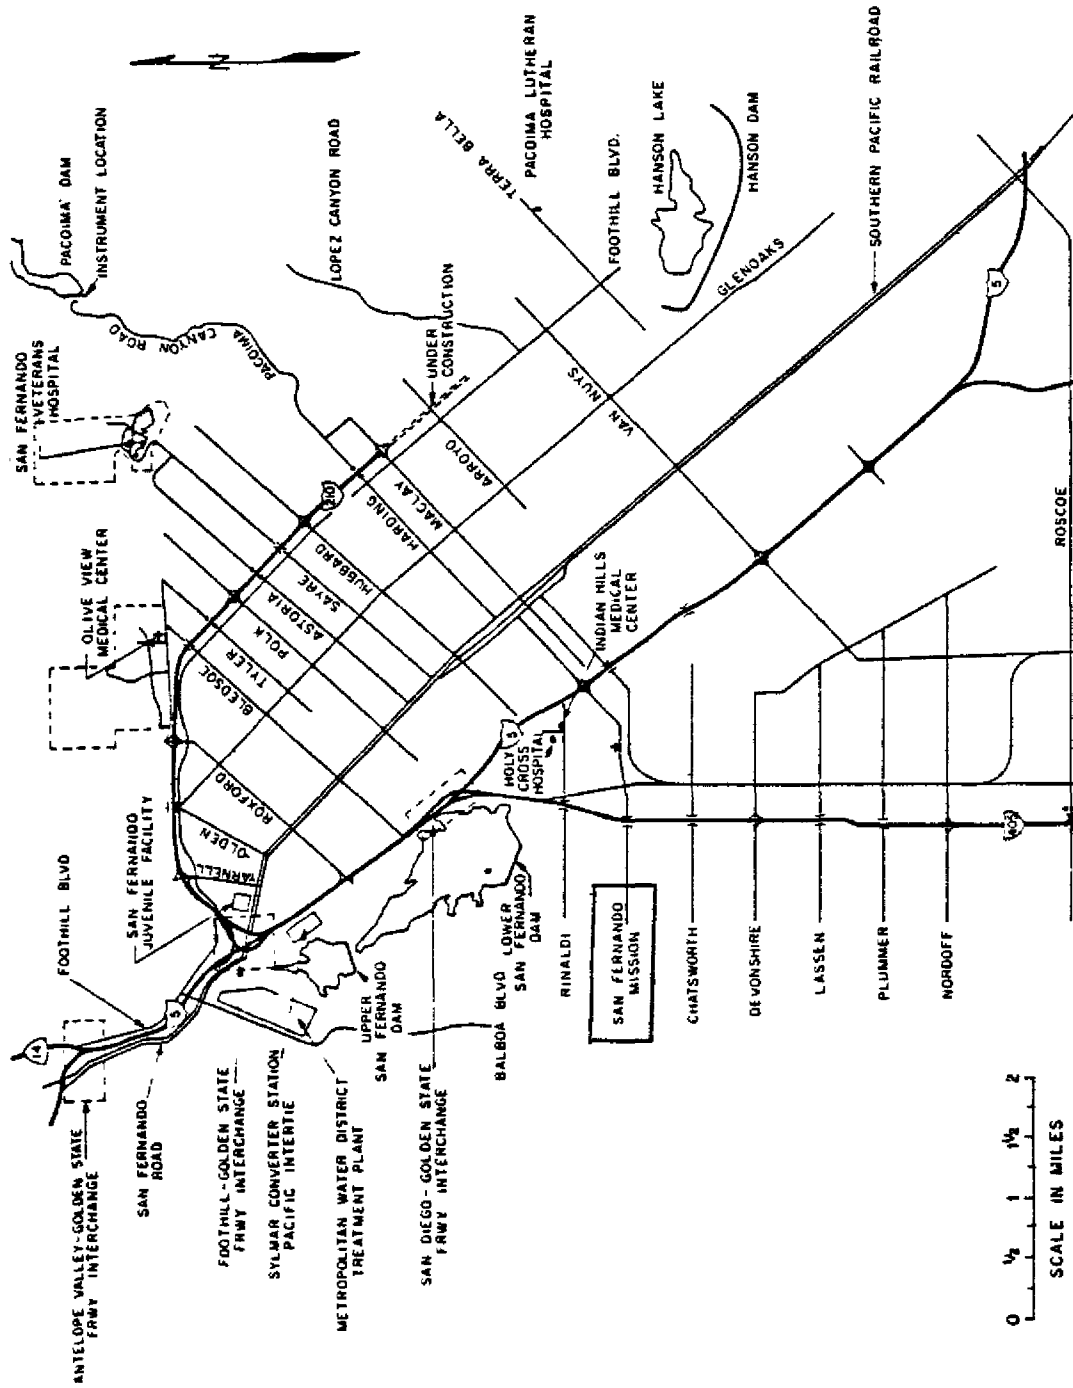 ANTELOPE VALLEY-GOLDEN STATE
FRWY INTERCHANGE
14
FOOTHILL BLVD
SAN FERNANDO
JUVENILE FACILITY
OLIVE VIEW
MEDICAL CENTER
SAN FERNANDO
VETERANS
HOSPITAL
PACOIMA DAM
INSTRUMENT LOCATION
N
PACOIMA
CANYON ROAD
LOPEZ CANYON ROAD
SAN FERNANDO
ROAD
5
YARNELL
OLDEN
ROXFORD
BLEDSOE
TYLER
POLK
ASTORIA
SAYRE
HUBBARD
210
HARDING
MACLAY
ARROYO
UNDER
CONSTRUCTION
VAN NUYS
TERRA BELLA
PACOIMA LUTHERAN
HOSPITAL
FOOTHILL BLVD.
HANSON LAKE
HANSON DAM
GLENOAKS
SOUTHERN PACIFIC RAILROAD
FOOTHILL-GOLDEN STATE
FRWY INTERCHANGE
SYLMAR CONVERTER STATION
PACIFIC INTERTIE
METROPOLITAN WATER DISTRICT
TREATMENT PLANT
UPPER
SAN FERNANDO
DAM
SAN DIEGO-GOLDEN STATE
FRWY INTERCHANGE
BALBOA BLVD
LOWER
SAN FERNANDO
DAM
HOLY
CROSS
HOSPITAL
5
INDIAN HILLS
MEDICAL
CENTER
5
RINALDI
SAN FERNANDO
MISSION
CHATSWORTH
DEVONSHIRE
LASSEN
PLUMMER
NORDOFF
405
ROSCOE
0 1/2 1 1 1/2 2
SCALE IN MILES